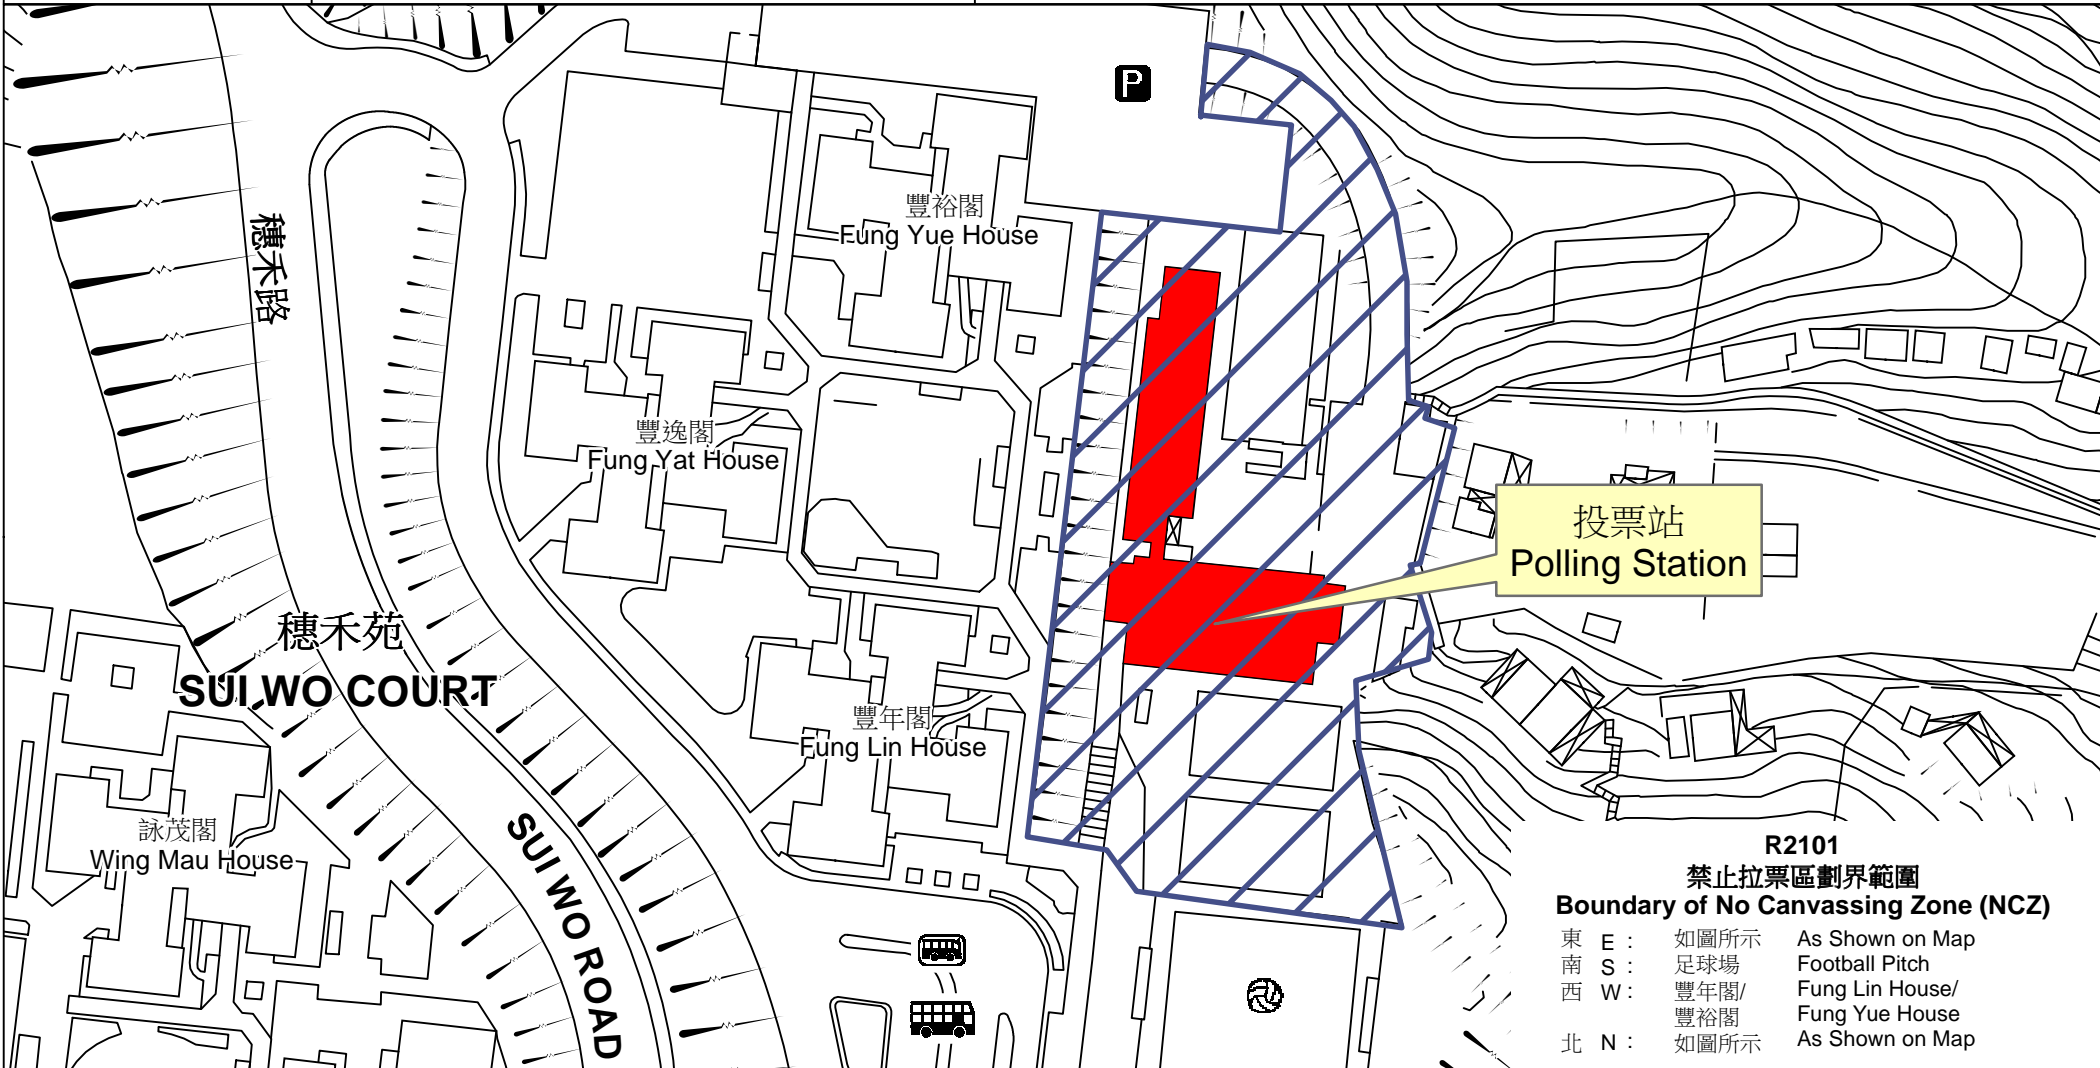 P
豐裕閣
Fung Yue House
穗禾路
豐逸閣
Fung Yat House
投票站
Polling Station
穗禾苑
SUI WO COURT
豐年閣
Fung Lin House
詠茂閣
Wing Mau House
SUI WO ROAD
R2101
禁止拉票區劃界範圍
Boundary of No Canvassing Zone (NCZ)
東 E : 如圖所示 As Shown on Map
南 S : 足球場 Football Pitch
西 W : 豐年閣/ Fung Lin House/
豐裕閣 Fung Yue House
北 N : 如圖所示 As Shown on Map